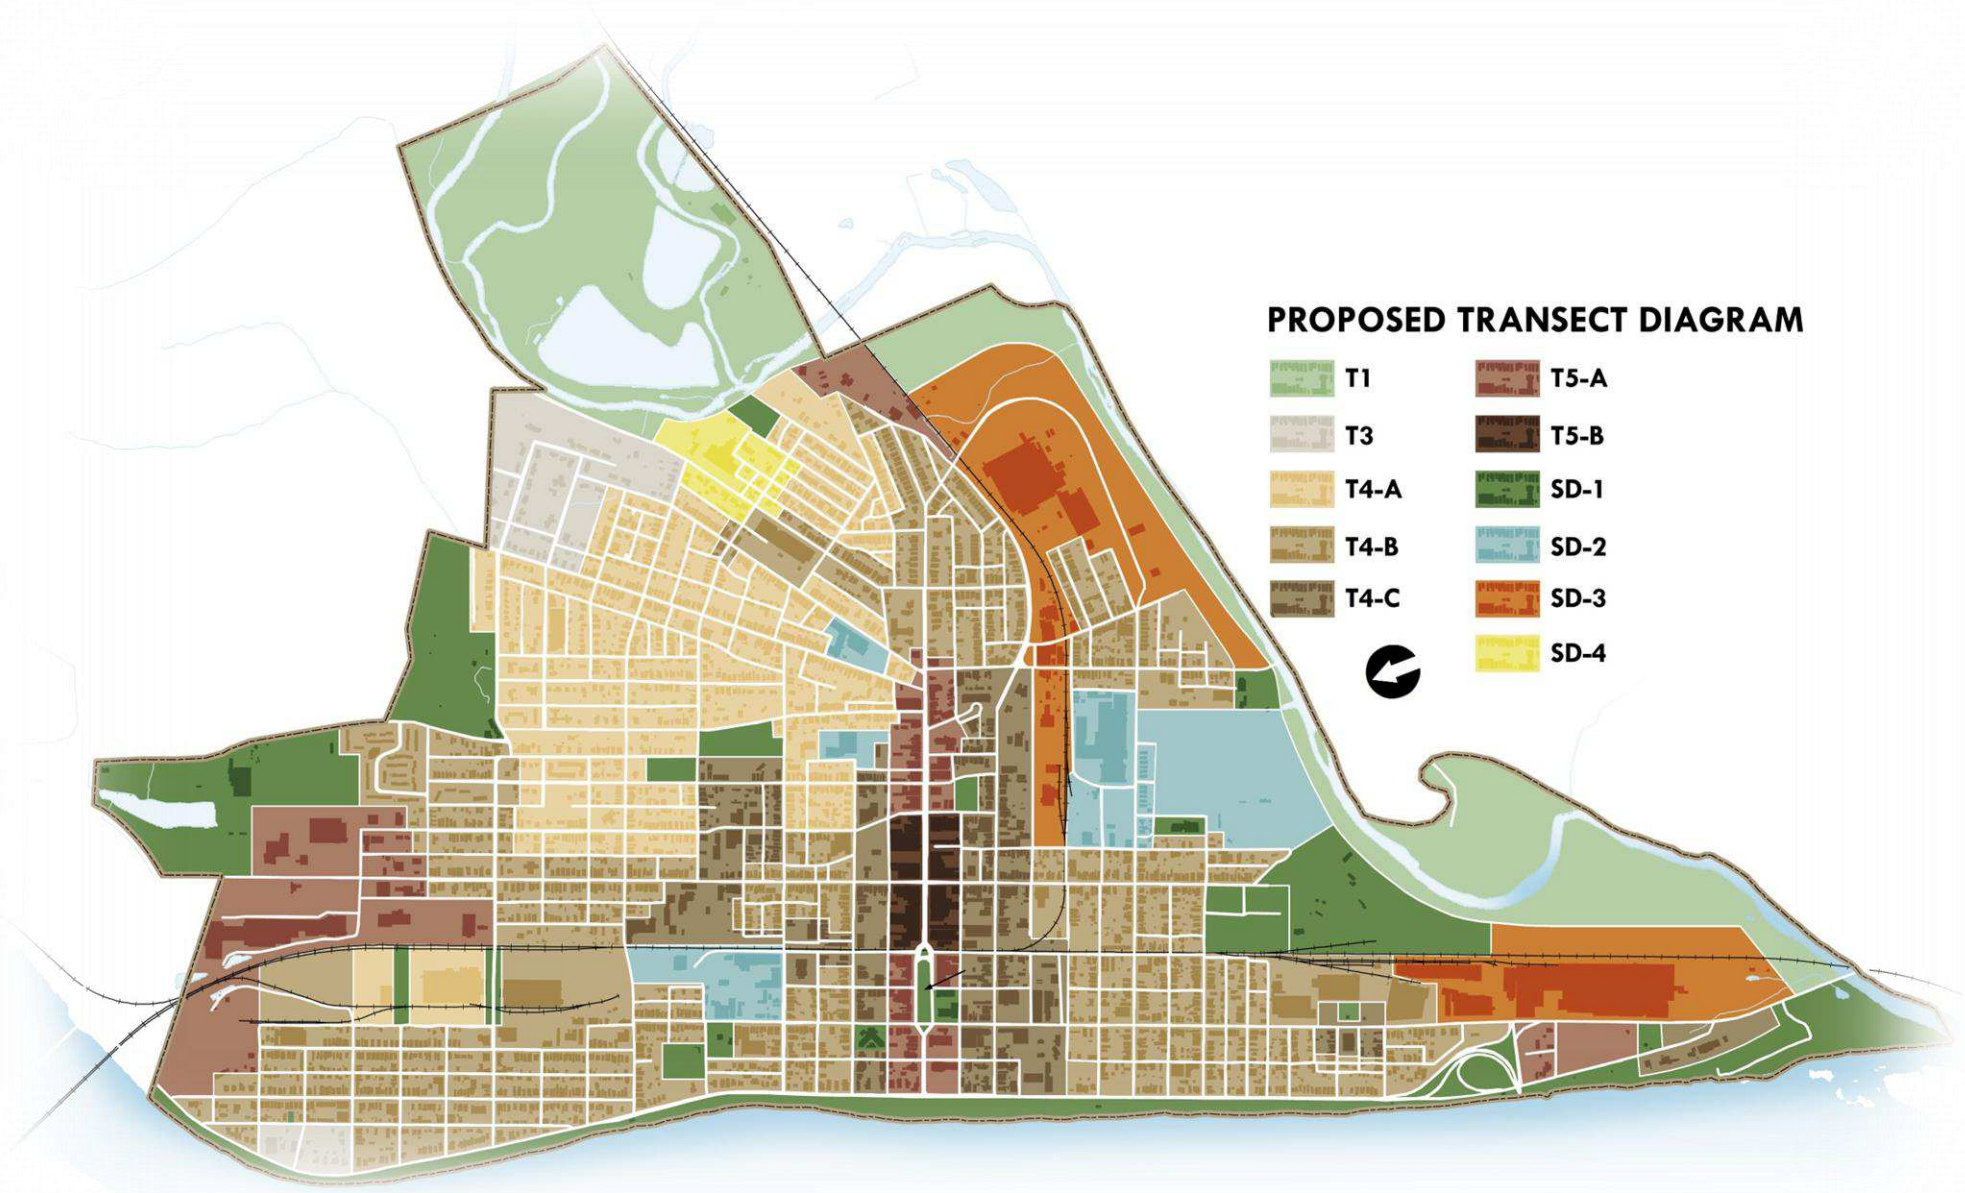 PROPOSED TRANSECT DIAGRAM
T1
T3
T4-A
T4-B
T4-C
T5-A
T5-B
SD-1
SD-2
SD-3
SD-4